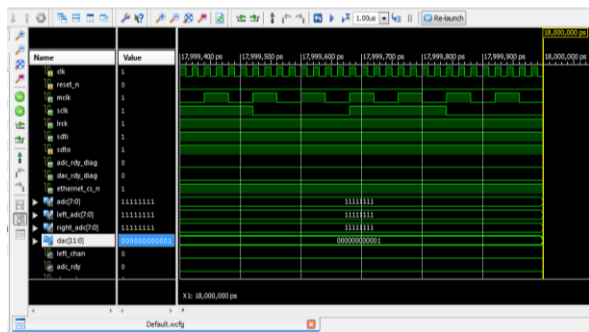 1.00us Re-launch
18,000,000 ps
Name Value 17,999,400 ps 17,999,500 ps 17,999,600 ps 17,999,700 ps 17,999,800 ps 17,999,900 ps 18,000,000 ps
clk 1
reset_n 0
mclk 1
sclk 1
lrck 1
sdti 1
sdto 1
adc_rdy_diag 0
dac_rdy_diag 0
ethernet_cs_n 1
adc[7:0] 11111111 11111111
left_adc[7:0] 11111111 11111111
right_adc[7:0] 11111111 11111111
dac[11:0] 000000000001 000000000001
left_chan 0
adc_rdy 0
X1: 18,000,000 ps
Default.wcfg